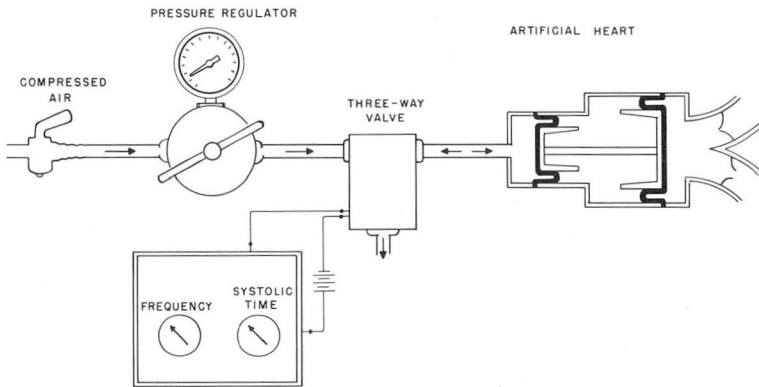 PRESSURE REGULATOR
ARTIFICIAL HEART
COMPRESSED
AIR
THREE-WAY
VALVE
FREQUENCY
SYSTOLIC
TIME